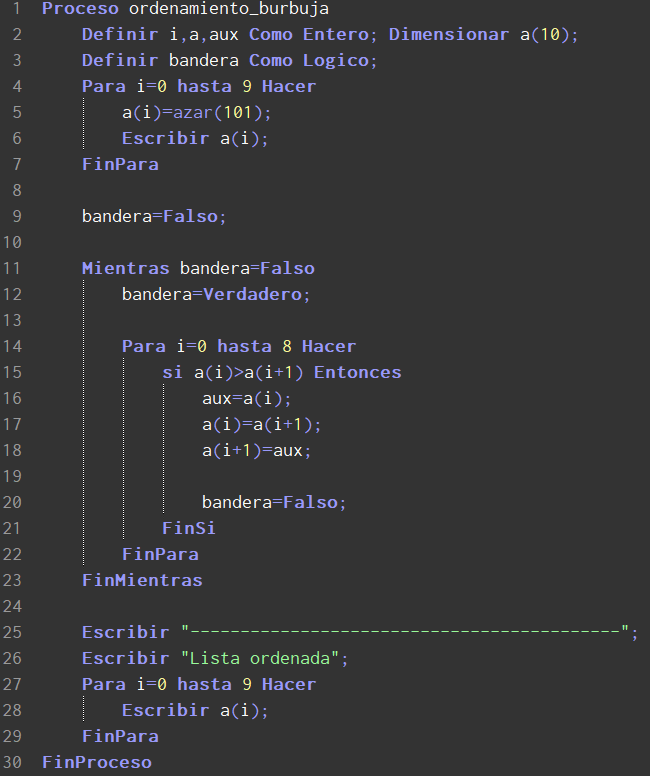 1 Proceso ordenamiento_burbuja
2 Definir i,a,aux Como Entero; Dimensionar a(10);
3 Definir bandera Como Logico;
4 Para i=0 hasta 9 Hacer
5 a(i)=azar(101);
6 Escribir a(i);
7 FinPara
8
9 bandera=Falso;
10
11 Mientras bandera=Falso
12 bandera=Verdadero;
13
14 Para i=0 hasta 8 Hacer
15 si a(i)>a(i+1) Entonces
16 aux=a(i);
17 a(i)=a(i+1);
18 a(i+1)=aux;
19
20 bandera=Falso;
21 FinSi
22 FinPara
23 FinMientras
24
25 Escribir "-------------------------------------------";
26 Escribir "Lista ordenada";
27 Para i=0 hasta 9 Hacer
28 Escribir a(i);
29 FinPara
30 FinProceso